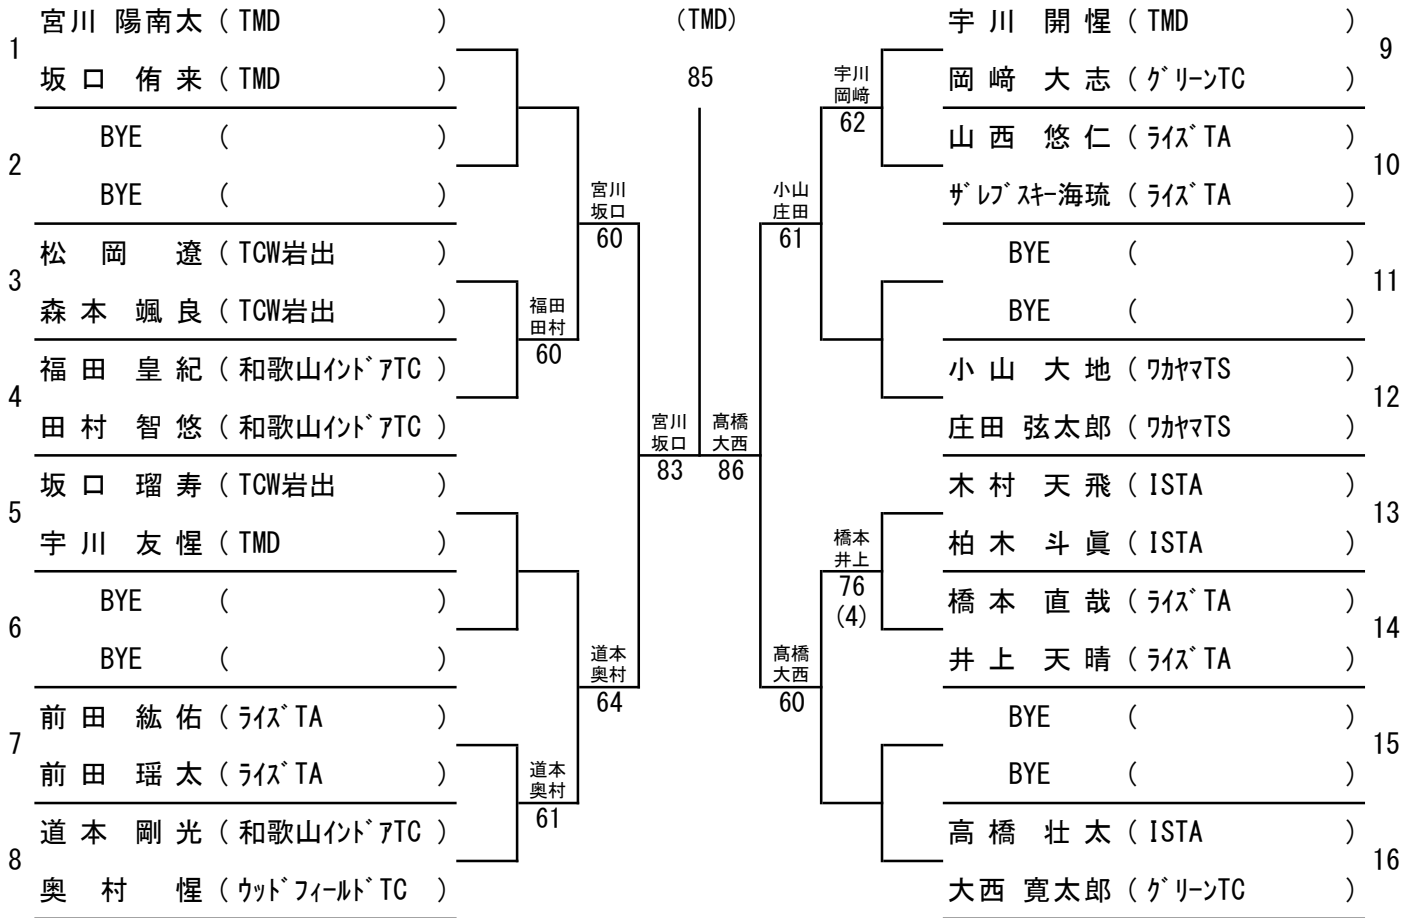 (TMD)
85
1
宮川 陽南太 ( TMD )
坂口 侑来 ( TMD )
2
BYE ( )
BYE ( )
3
松岡 遼 ( TCW岩出 )
森本 颯良 ( TCW岩出 )
4
福田 皇紀 ( 和歌山インドアTC )
田村 智悠 ( 和歌山インドアTC )
5
坂口 瑠寿 ( TCW岩出 )
宇川 友惺 ( TMD )
6
BYE ( )
BYE ( )
7
前田 紘佑 ( ライズTA )
前田 瑶太 ( ライズTA )
8
道本 剛光 ( 和歌山インドアTC )
奥村 惺 ( ウッドフィールドTC )
福田
田村
60
道本
奥村
61
宮川
坂口
60
道本
奥村
64
宮川
坂口
83
髙橋
大西
86
小山
庄田
61
髙橋
大西
60
宇川
岡﨑
62
橋本
井上
76
(4)
宇川 開惺 ( TMD )
岡﨑 大志 ( グリーンTC )
9
山西 悠仁 ( ライズTA )
ザレブスキー海琉 ( ライズTA )
10
BYE ( )
BYE ( )
11
小山 大地 ( ワカヤマTS )
庄田 弦太郎 ( ワカヤマTS )
12
木村 天飛 ( ISTA )
柏木 斗眞 ( ISTA )
13
橋本 直哉 ( ライズTA )
井上 天晴 ( ライズTA )
14
BYE ( )
BYE ( )
15
高橋 壮太 ( ISTA )
大西 寛太郎 ( グリーンTC )
16